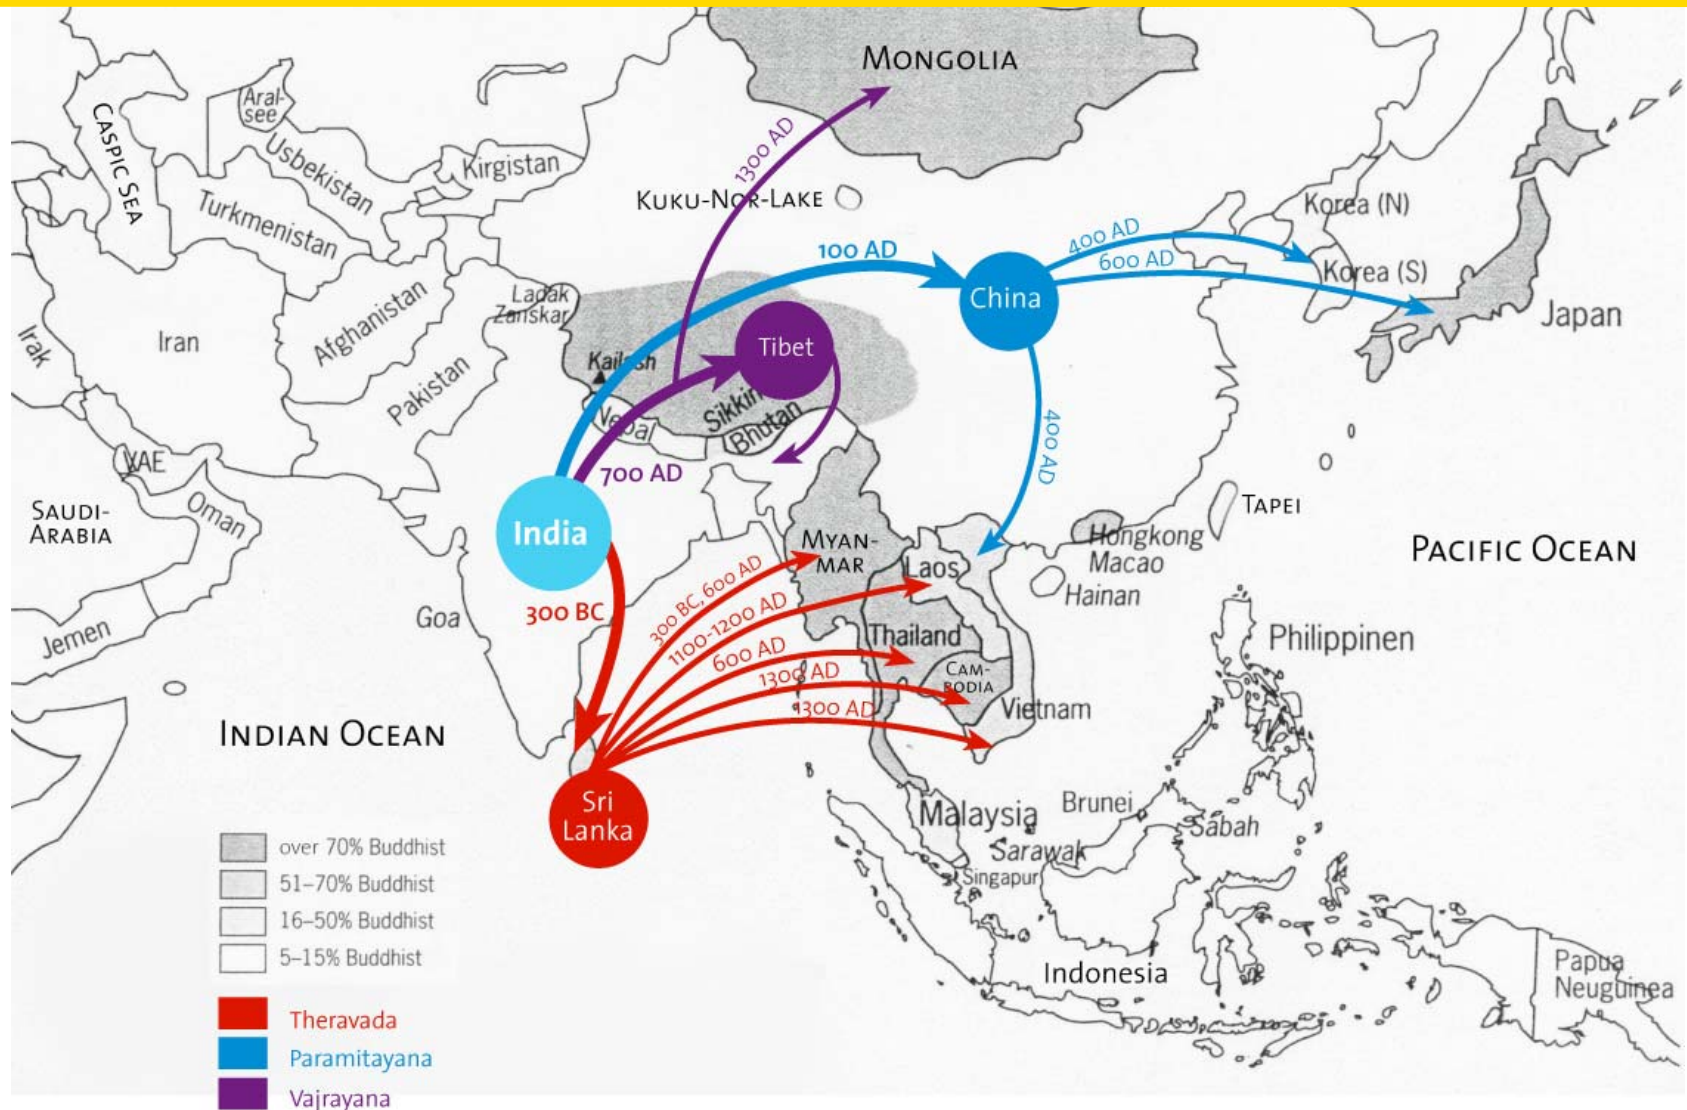 MONGOLIA
CASPIC SEA
Aral-
see
Usbekistan
Kirgistan
Turkmenistan
1300 AD
KUKU-NOR-LAKE
Korea (N)
100 AD
400 AD
600 AD
Korea (S)
China
Japan
Ladak
Zanskar
Afghanistan
Irak
Iran
Pakistan
Kailash
Tibet
Nepal
Sikkim
Bhutan
700 AD
400 AD
VAE
Oman
SAUDI-
ARABIA
India
TAPEI
Hongkong
Macao
Hainan
PACIFIC OCEAN
MYAN-
MAR
Laos
300 BC
Goa
300 BC, 600 AD
1100-1200 AD
600 AD
1300 AD
1300 AD
Thailand
CAM-
BODIA
Vietnam
Philippinen
Jemen
INDIAN OCEAN
Sri
Lanka
Malaysia
Brunei
Sabah
Sarawak
Singapur
Indonesia
Papua
Neuguinea
over 70% Buddhist
51–70% Buddhist
16–50% Buddhist
5–15% Buddhist
Theravada
Paramitayana
Vajrayana